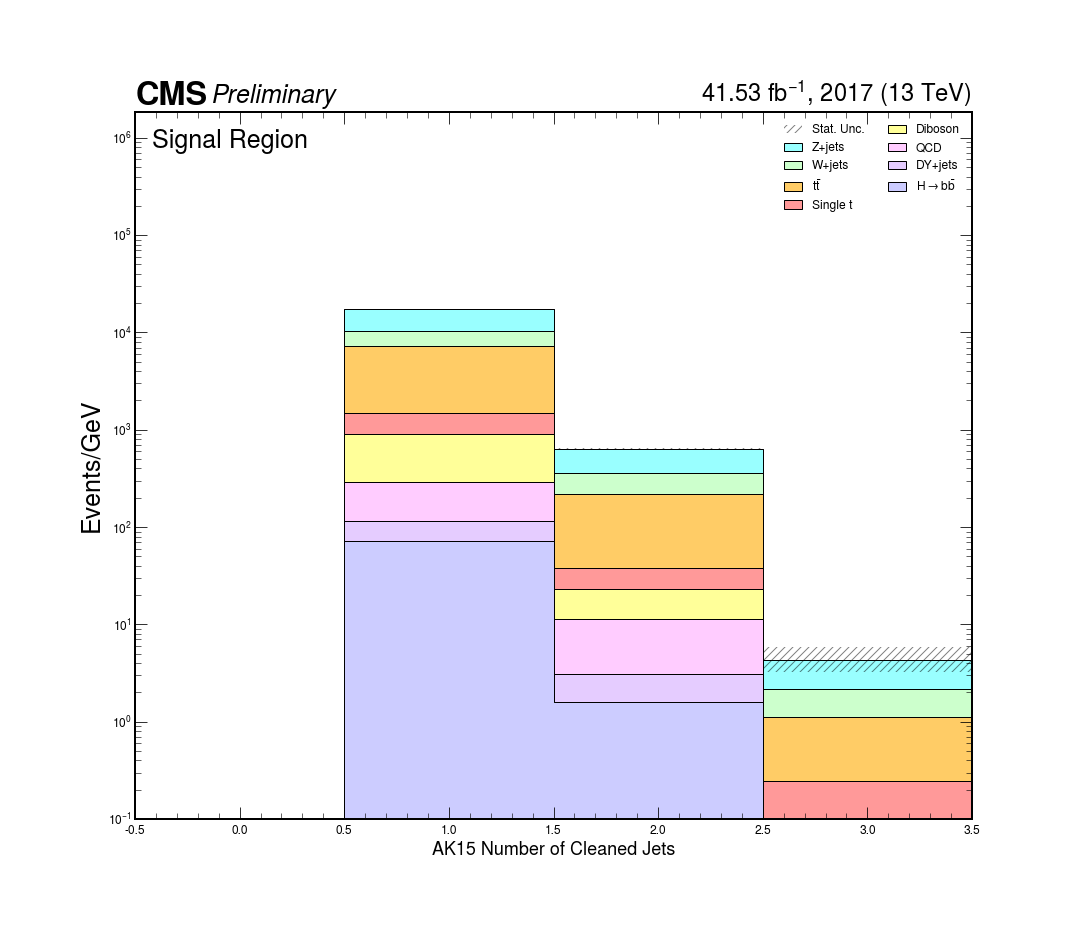 CMS Preliminary
41.53 fb⁻¹, 2017 (13 TeV)
Signal Region
Stat. Unc.
Z+jets
W+jets
tt̄
Single t
Diboson
QCD
DY+jets
H→bb̄
Events/GeV
10⁶
10⁵
10⁴
10³
10²
10¹
10⁰
10⁻¹
-0.5 0.0 0.5 1.0 1.5 2.0 2.5 3.0 3.5
AK15 Number of Cleaned Jets